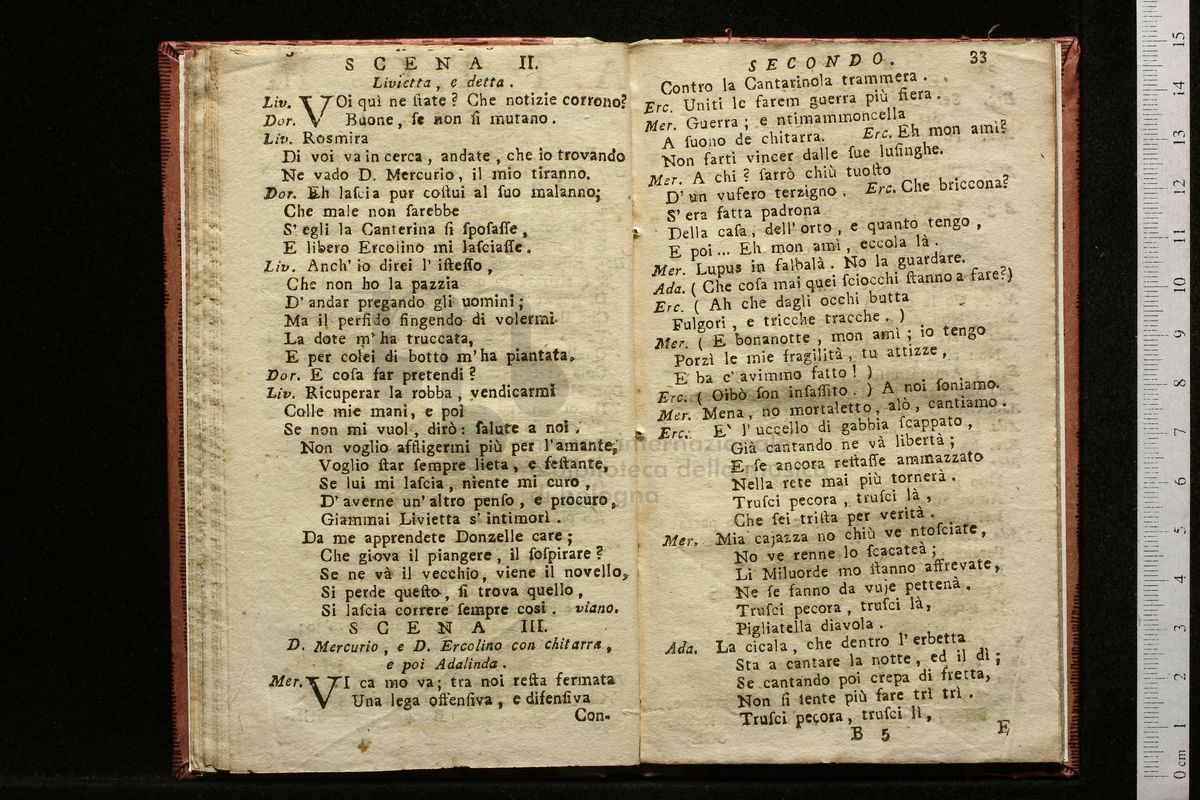 SCENA II.
Livietta, e detta.
Liv. VOi quì ne ſtate? Che notizie corrono?
Dor. Buone, ſe non ſi mutano.
Liv. Rosmira
Di voi va in cerca, andate, che io trovando
Ne vado D. Mercurio, il mio tiranno.
Dor. Eh laſcia pur coſtui al ſuo malanno;
Che male non ſarebbe
S' egli la Canterina ſi ſpoſaſſe,
E libero Ercolino mi laſciaſſe.
Liv. Anch' io direi l' iſteſſo,
Che non ho la pazzia
D' andar pregando gli uomini;
Ma il perfido fingendo di volermi
La dote m' ha truccata,
E per colei di botto m' ha piantata.
Dor. E coſa far pretendi?
Liv. Ricuperar la robba, vendicarmi
Colle mie mani, e poi
Se non mi vuol, dirò: ſalute a noi.
Non voglio affligermi più per l'amante,
Voglio ſtar ſempre lieta, e feſtante,
Se lui mi laſcia, niente mi curo,
D' averne un' altro penſo, e procuro,
Giammai Livietta s' intimorì.
Da me apprendete Donzelle care;
Che giova il piangere, il ſoſpirare?
Se ne và il vecchio, viene il novello,
Si perde queſto, ſi trova quello,
Si laſcia correre ſempre così. viano.
SCENA III.
D. Mercurio, e D. Ercolino con chitarra,
e poi Adalinda.
Mer. VI ca mo va; tra noi reſta fermata
Una lega offenſiva, e difenſiva
Con-
SECONDO. 33
Contro la Cantarinola trammera.
Erc. Uniti le farem guerra più fiera.
Mer. Guerra; e ntimammoncella
A ſuono de chitarra. Erc. Eh mon amì?
Non farti vincer dalle ſue luſinghe.
Mer. A chi? ſarrò chiù tuoſto
D' un vufero terzigno. Erc. Che briccona?
S' era fatta padrona
Della caſa, dell' orto, e quanto tengo,
E poi... Eh mon amì, eccola là.
Mer. Lupus in falbalà. No la guardare.
Ada. (Che coſa mai quei ſciocchi ſtanno a fare?)
Erc. (Ah che dagli occhi butta
Fulgori, e tricche tracche.)
Mer. (E bonanotte, mon amì; io tengo
Porzì le mie fragilità, tu attizze,
E ba c' avimmo fatto!)
Erc. (Oibò ſon inſaſſito.) A noi ſoniamo.
Mer. Mena, no mortaletto, alò, cantiamo.
Erc. E' l' uccello di gabbia ſcappato,
Già cantando ne và libertà;
E ſe ancora reſtaſſe ammazzato
Nella rete mai più tornerà.
Truſci pecora, truſci là,
Che ſei triſta per verità.
Mer. Mia cajazza no chiù ve ntoſciate,
No ve renne lo ſcacateà;
Li Miluorde mo ſtanno affrevate,
Ne ſe fanno da vuje pettenà.
Truſci pecora, truſci là,
Pigliatella diavola.
Ada. La cicala, che dentro l' erbetta
Sta a cantare la notte, ed il dì;
Se cantando poi crepa di fretta,
Non ſi ſente più fare trì trì.
Truſci pecora, truſci lì,
B 5 E